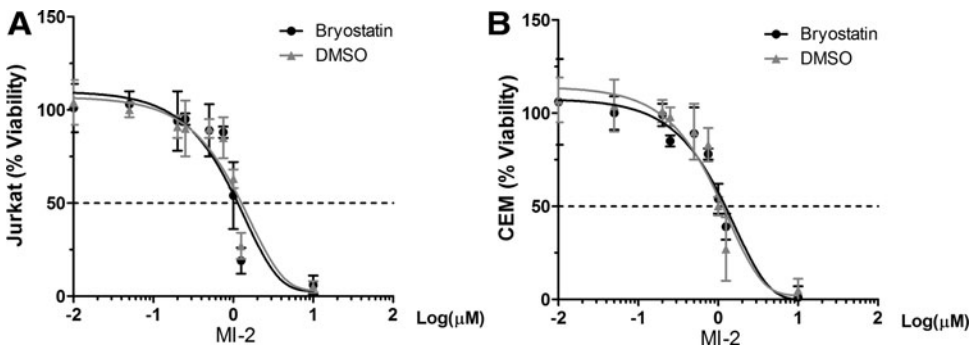 A
Jurkat (% Viability)
150
100
50
0
Bryostatin
DMSO
-2 -1 0 1 2
Log(μM)
MI-2
B
CEM (% Viability)
150
100
50
0
Bryostatin
DMSO
-2 -1 0 1 2
Log(μM)
MI-2